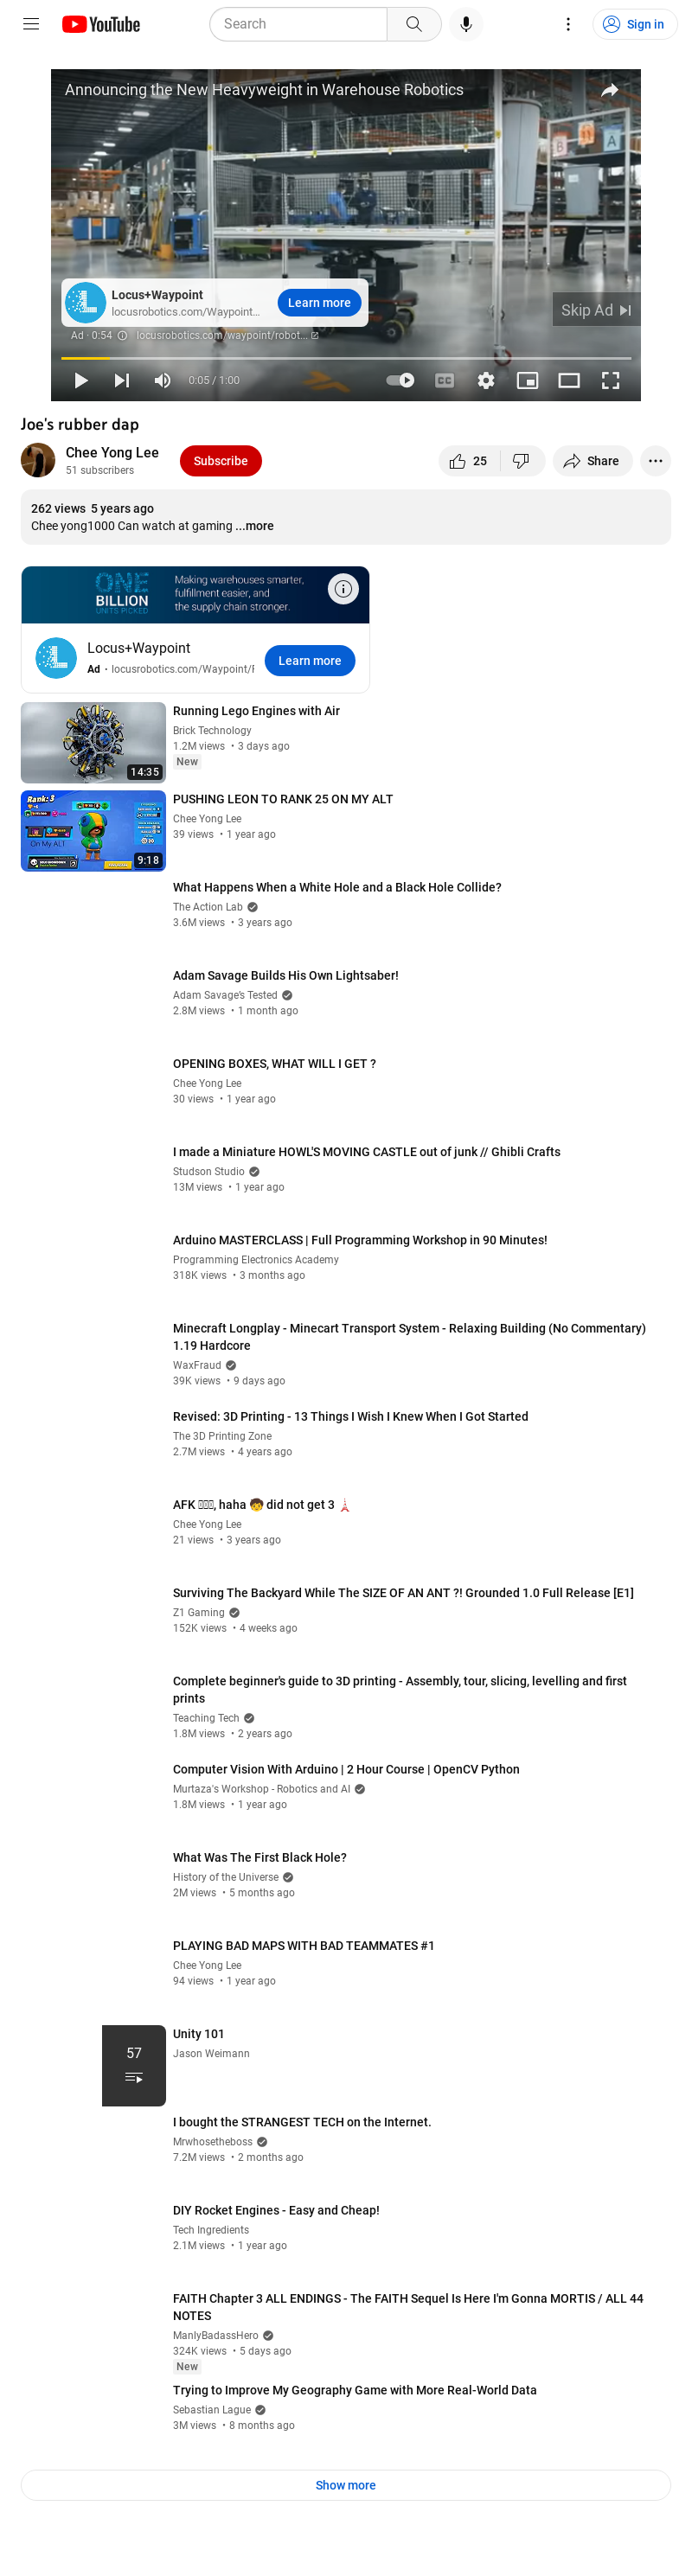 YouTube
Search
Sign in
Announcing the New Heavyweight in Warehouse Robotics
Locus+Waypoint
locusrobotics.com/Waypoint...
Learn more
Skip Ad
Ad · 0:54 locusrobotics.com/waypoint/robot...
0:05 / 1:00
CC
Joe's rubber dap
Chee Yong Lee
51 subscribers
Subscribe
25
Share
262 views 5 years ago
Chee yong1000 Can watch at gaming ...more
ONE
BILLION
UNITS PICKED
Making warehouses smarter,
fulfillment easier, and
the supply chain stronger.
Locus+Waypoint
Ad · locusrobotics.com/Waypoint/
Learn more
Running Lego Engines with Air
Brick Technology
1.2M views • 3 days ago
New
14:35
PUSHING LEON TO RANK 25 ON MY ALT
Chee Yong Lee
39 views • 1 year ago
Rank: 3
On My ALT
9:18
What Happens When a White Hole and a Black Hole Collide?
The Action Lab
3.6M views • 3 years ago
Adam Savage Builds His Own Lightsaber!
Adam Savage's Tested
2.8M views • 1 month ago
OPENING BOXES, WHAT WILL I GET ?
Chee Yong Lee
30 views • 1 year ago
I made a Miniature HOWL'S MOVING CASTLE out of junk // Ghibli Crafts
Studson Studio
13M views • 1 year ago
Arduino MASTERCLASS | Full Programming Workshop in 90 Minutes!
Programming Electronics Academy
318K views • 3 months ago
Minecraft Longplay - Minecart Transport System - Relaxing Building (No Commentary)
1.19 Hardcore
WaxFraud
39K views • 9 days ago
Revised: 3D Printing - 13 Things I Wish I Knew When I Got Started
The 3D Printing Zone
2.7M views • 4 years ago
AFK , haha 🧒 did not get 3 🗼
Chee Yong Lee
21 views • 3 years ago
Surviving The Backyard While The SIZE OF AN ANT ?! Grounded 1.0 Full Release [E1]
Z1 Gaming
152K views • 4 weeks ago
Complete beginner's guide to 3D printing - Assembly, tour, slicing, levelling and first
prints
Teaching Tech
1.8M views • 2 years ago
Computer Vision With Arduino | 2 Hour Course | OpenCV Python
Murtaza's Workshop - Robotics and AI
1.8M views • 1 year ago
What Was The First Black Hole?
History of the Universe
2M views • 5 months ago
PLAYING BAD MAPS WITH BAD TEAMMATES #1
Chee Yong Lee
94 views • 1 year ago
57
Unity 101
Jason Weimann
I bought the STRANGEST TECH on the Internet.
Mrwhosetheboss
7.2M views • 2 months ago
DIY Rocket Engines - Easy and Cheap!
Tech Ingredients
2.1M views • 1 year ago
FAITH Chapter 3 ALL ENDINGS - The FAITH Sequel Is Here I'm Gonna MORTIS / ALL 44
NOTES
ManlyBadassHero
324K views • 5 days ago
New
Trying to Improve My Geography Game with More Real-World Data
Sebastian Lague
3M views • 8 months ago
Show more